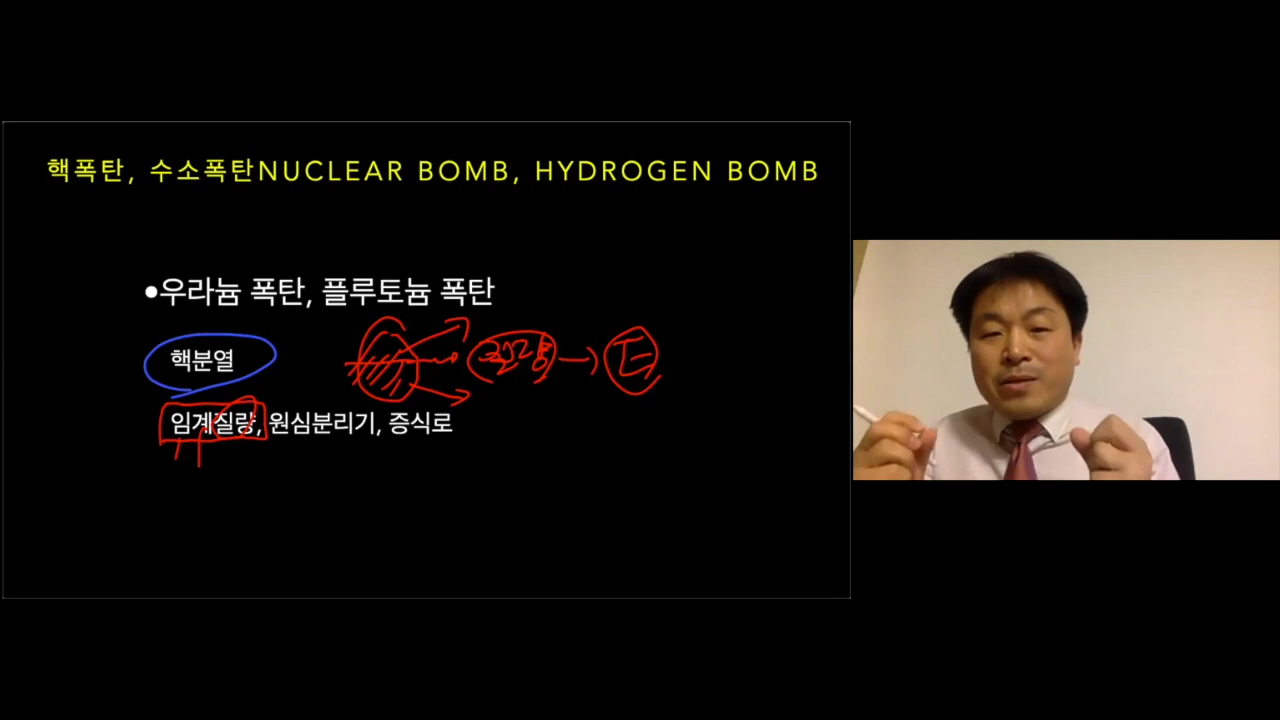 핵폭탄, 수소폭탄NUCLEAR BOMB, HYDROGEN BOMB
•우라늄 폭탄, 플루토늄 폭탄
핵분열
질량 E
임계질량, 원심분리기, 증식로